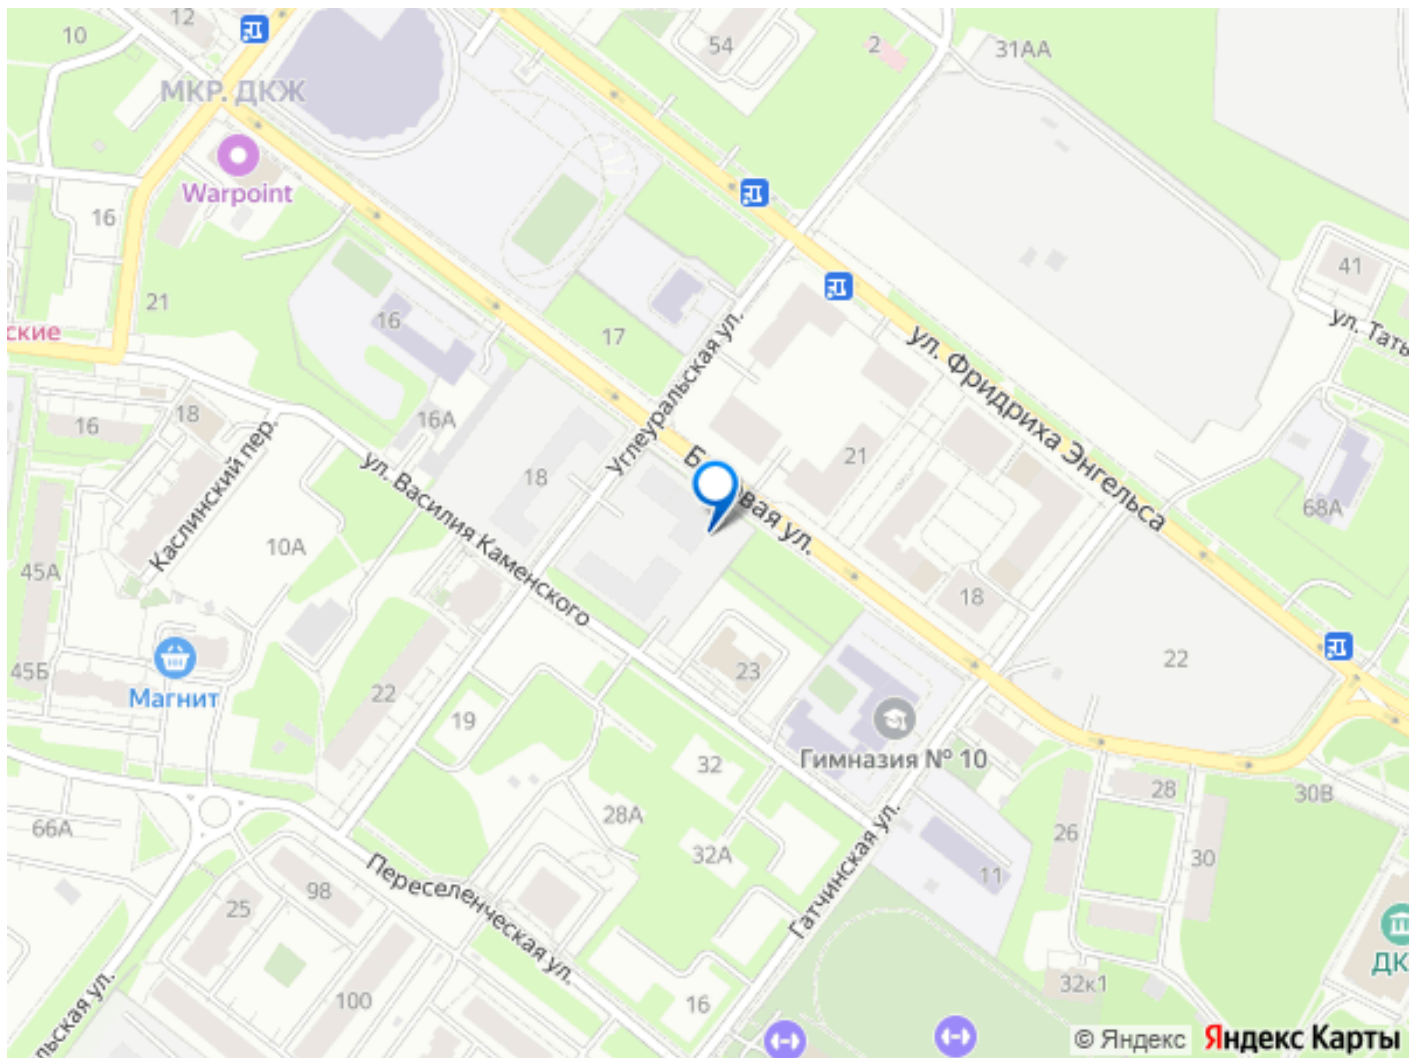 12
10
54
2
31АА
МКР. ДКЖ
Warpoint
16
41
21
ские
16
17
ул. Тать
Углеуральская ул.
ул. Фридриха Энгельса
18
16
16А
Каслинский пер.
ул. Василия Каменского
18
21
вая ул.
68А
10А
45А
18
45Б
Магнит
22
23
22
19
Гимназия № 10
32
28
30В
66А
28А
26
32А
30
Переселенческая ул.
98
11
25
Гатчинская ул.
ДК
32к1
100
16
льская ул.
© Яндекс Яндекс Карты